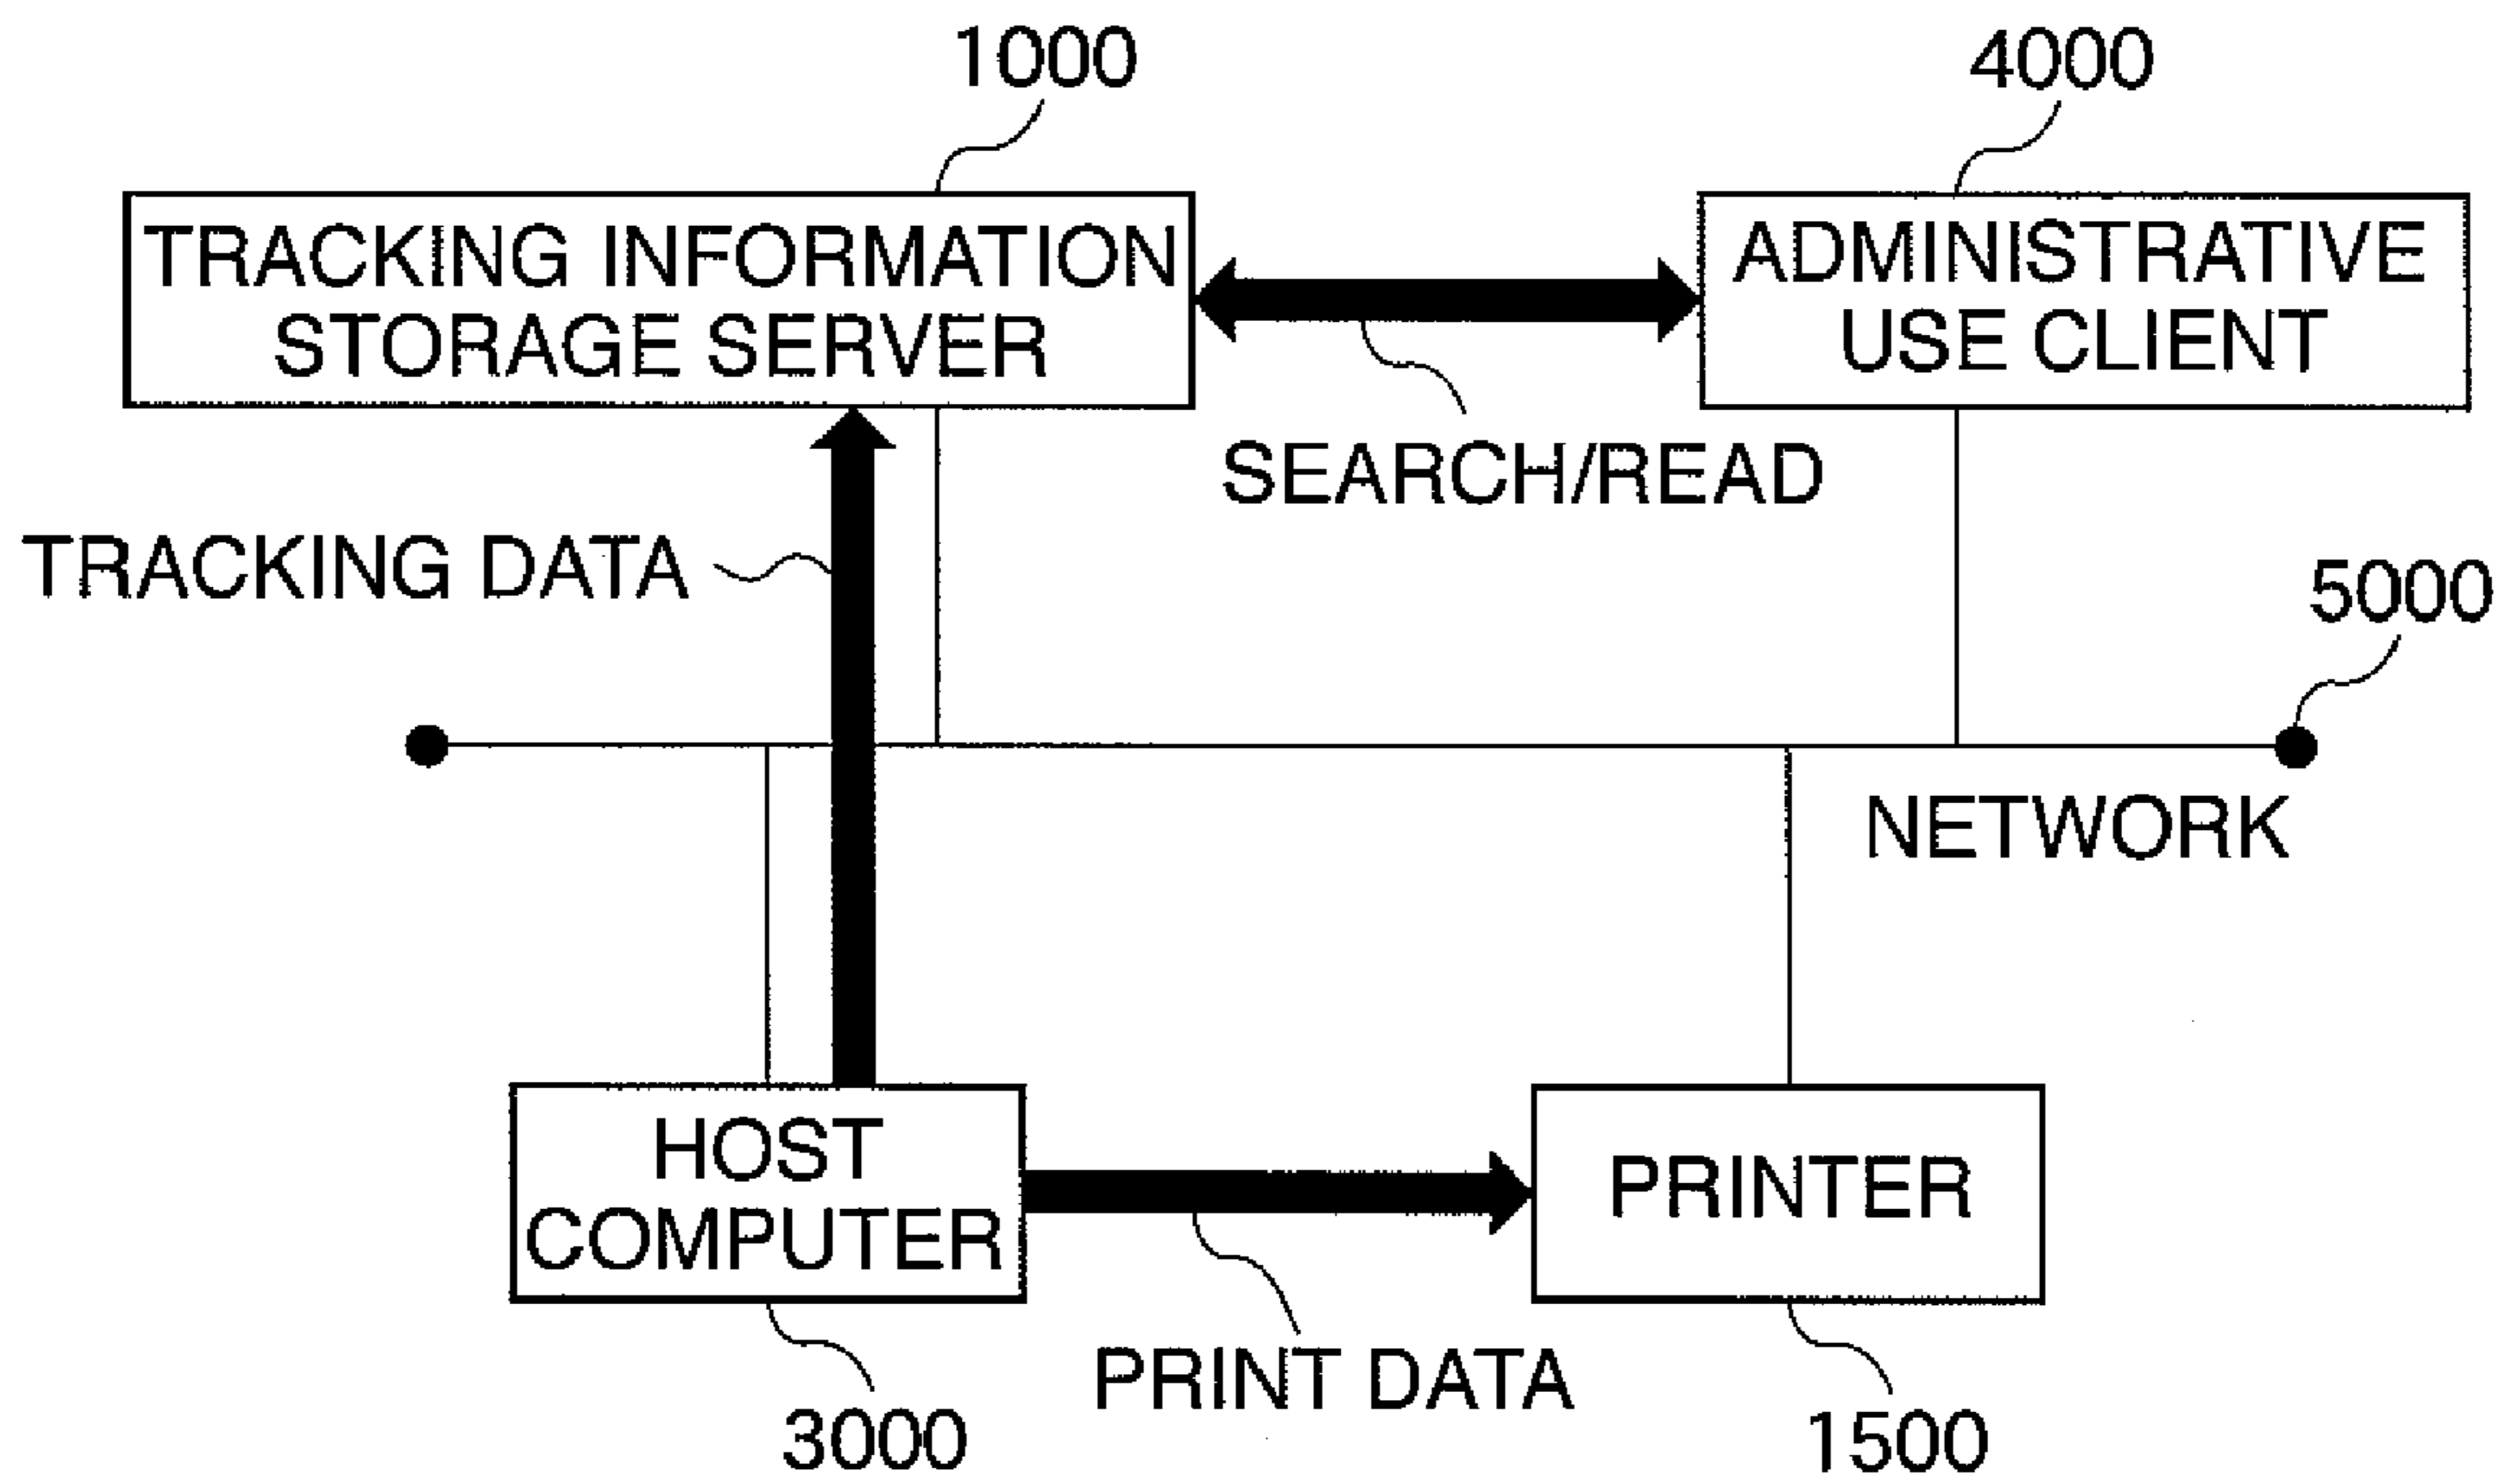 1000
4000
TRACKING INFORMATION
STORAGE SERVER
ADMINISTRATIVE
USE CLIENT
SEARCH/READ
TRACKING DATA
5000
NETWORK
HOST
COMPUTER
PRINTER
PRINT DATA
3000
1500